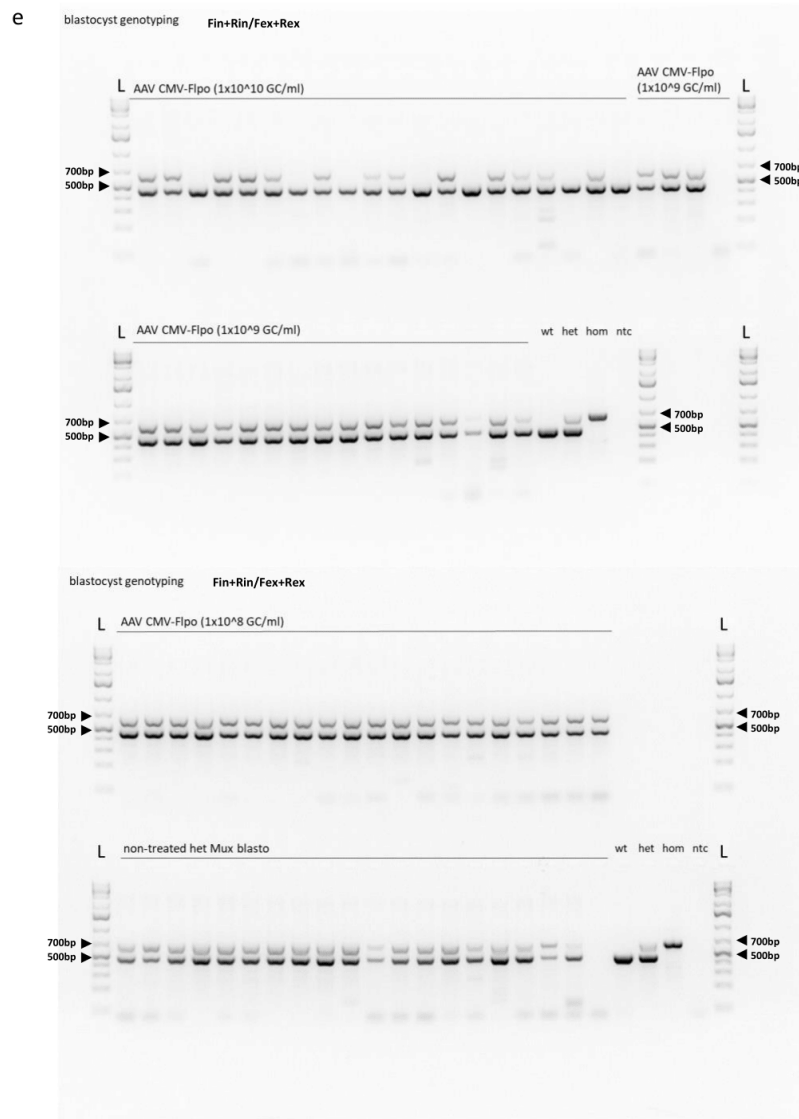 e
blastocyst genotyping Fin+Rin/Fex+Rex
L AAV CMV-Flpo (1x10^10 GC/ml) AAV CMV-Flpo L
(1x10^9 GC/ml)
700bp 700bp
500bp 500bp
L AAV CMV-Flpo (1x10^9 GC/ml) wt het hom ntc L
700bp 700bp
500bp 500bp
blastocyst genotyping Fin+Rin/Fex+Rex
L AAV CMV-Flpo (1x10^8 GC/ml) L
700bp 700bp
500bp 500bp
L non-treated het Mux blasto wt het hom ntc L
700bp 700bp
500bp 500bp